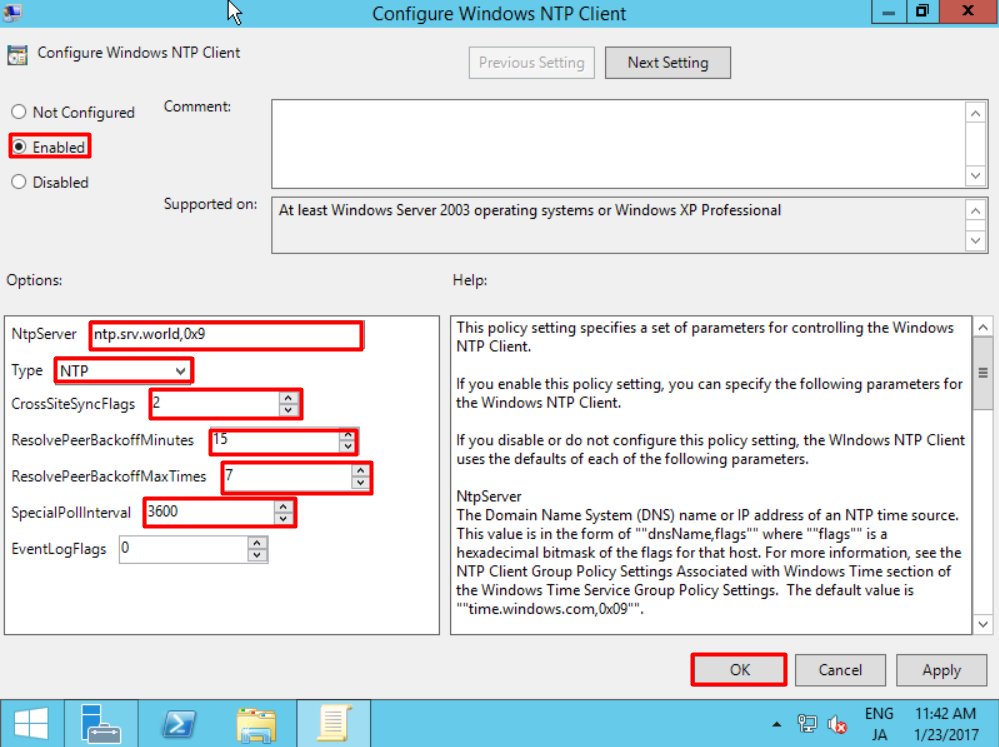 Configure Windows NTP Client
Configure Windows NTP Client
Previous Setting
Next Setting
Not Configured
Comment:
Enabled
Disabled
Supported on:
At least Windows Server 2003 operating systems or Windows XP Professional
Options:
Help:
NtpServer ntp.srv.world,0x9
Type NTP
CrossSiteSyncFlags 2
ResolvePeerBackoffMinutes 15
ResolvePeerBackoffMaxTimes 7
SpecialPollInterval 3600
EventLogFlags 0
This policy setting specifies a set of parameters for controlling the Windows
NTP Client.
If you enable this policy setting, you can specify the following parameters for
the Windows NTP Client.
If you disable or do not configure this policy setting, the WIndows NTP Client
uses the defaults of each of the following parameters.
NtpServer
The Domain Name System (DNS) name or IP address of an NTP time source.
This value is in the form of ""dnsName,flags"" where ""flags"" is a
hexadecimal bitmask of the flags for that host. For more information, see the
NTP Client Group Policy Settings Associated with Windows Time section of
the Windows Time Service Group Policy Settings.  The default value is
""time.windows.com,0x09"".
OK
Cancel
Apply
ENG
JA
11:42 AM
1/23/2017